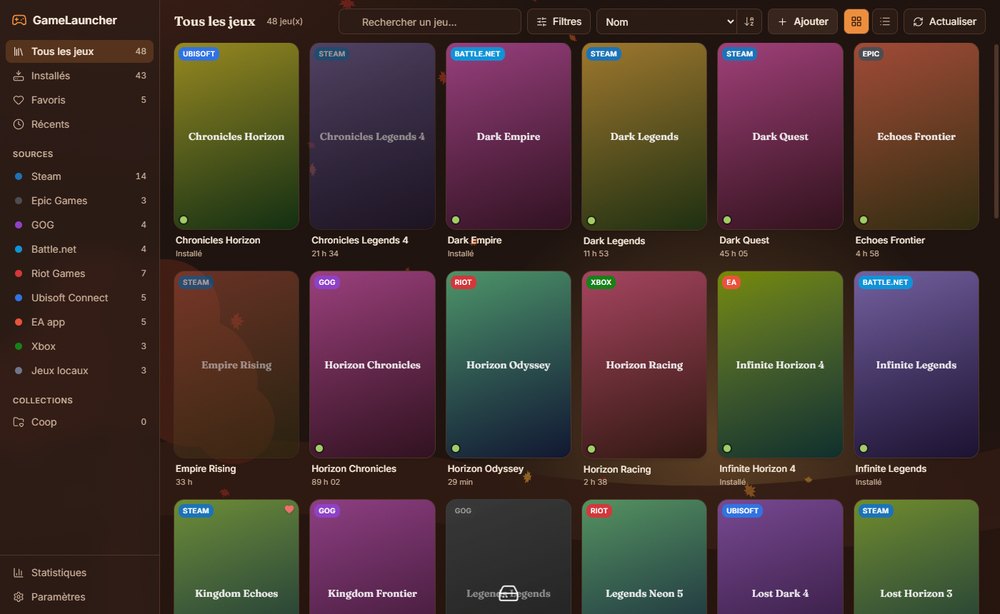 GameLauncher
Tous les jeux 48
Installés 43
Favoris 5
Récents
SOURCES
Steam 14
Epic Games 3
GOG 4
Battle.net 4
Riot Games 7
Ubisoft Connect 5
EA app 5
Xbox 3
Jeux locaux 3
COLLECTIONS
Coop 0
Statistiques
Paramètres
Tous les jeux 48 jeu(x) Rechercher un jeu... Filtres Nom Ajouter Actualiser
UBISOFT STEAM BATTLE.NET STEAM STEAM EPIC
Chronicles Horizon Chronicles Legends 4 Dark Empire Dark Legends Dark Quest Echoes Frontier
Chronicles Horizon Chronicles Legends 4 Dark Empire Dark Legends Dark Quest Echoes Frontier
Installé 21 h 34 Installé 11 h 53 45 h 05 4 h 58
STEAM GOG RIOT XBOX EA BATTLE.NET
Empire Rising Horizon Chronicles Horizon Odyssey Horizon Racing Infinite Horizon 4 Infinite Legends
Empire Rising Horizon Chronicles Horizon Odyssey Horizon Racing Infinite Horizon 4 Infinite Legends
33 h 89 h 02 29 min 2 h 38 Installé Installé
STEAM GOG GOG RIOT UBISOFT STEAM
Kingdom Echoes Kingdom Frontier Legends Legends Legends Neon 5 Lost Dark 4 Lost Horizon 3